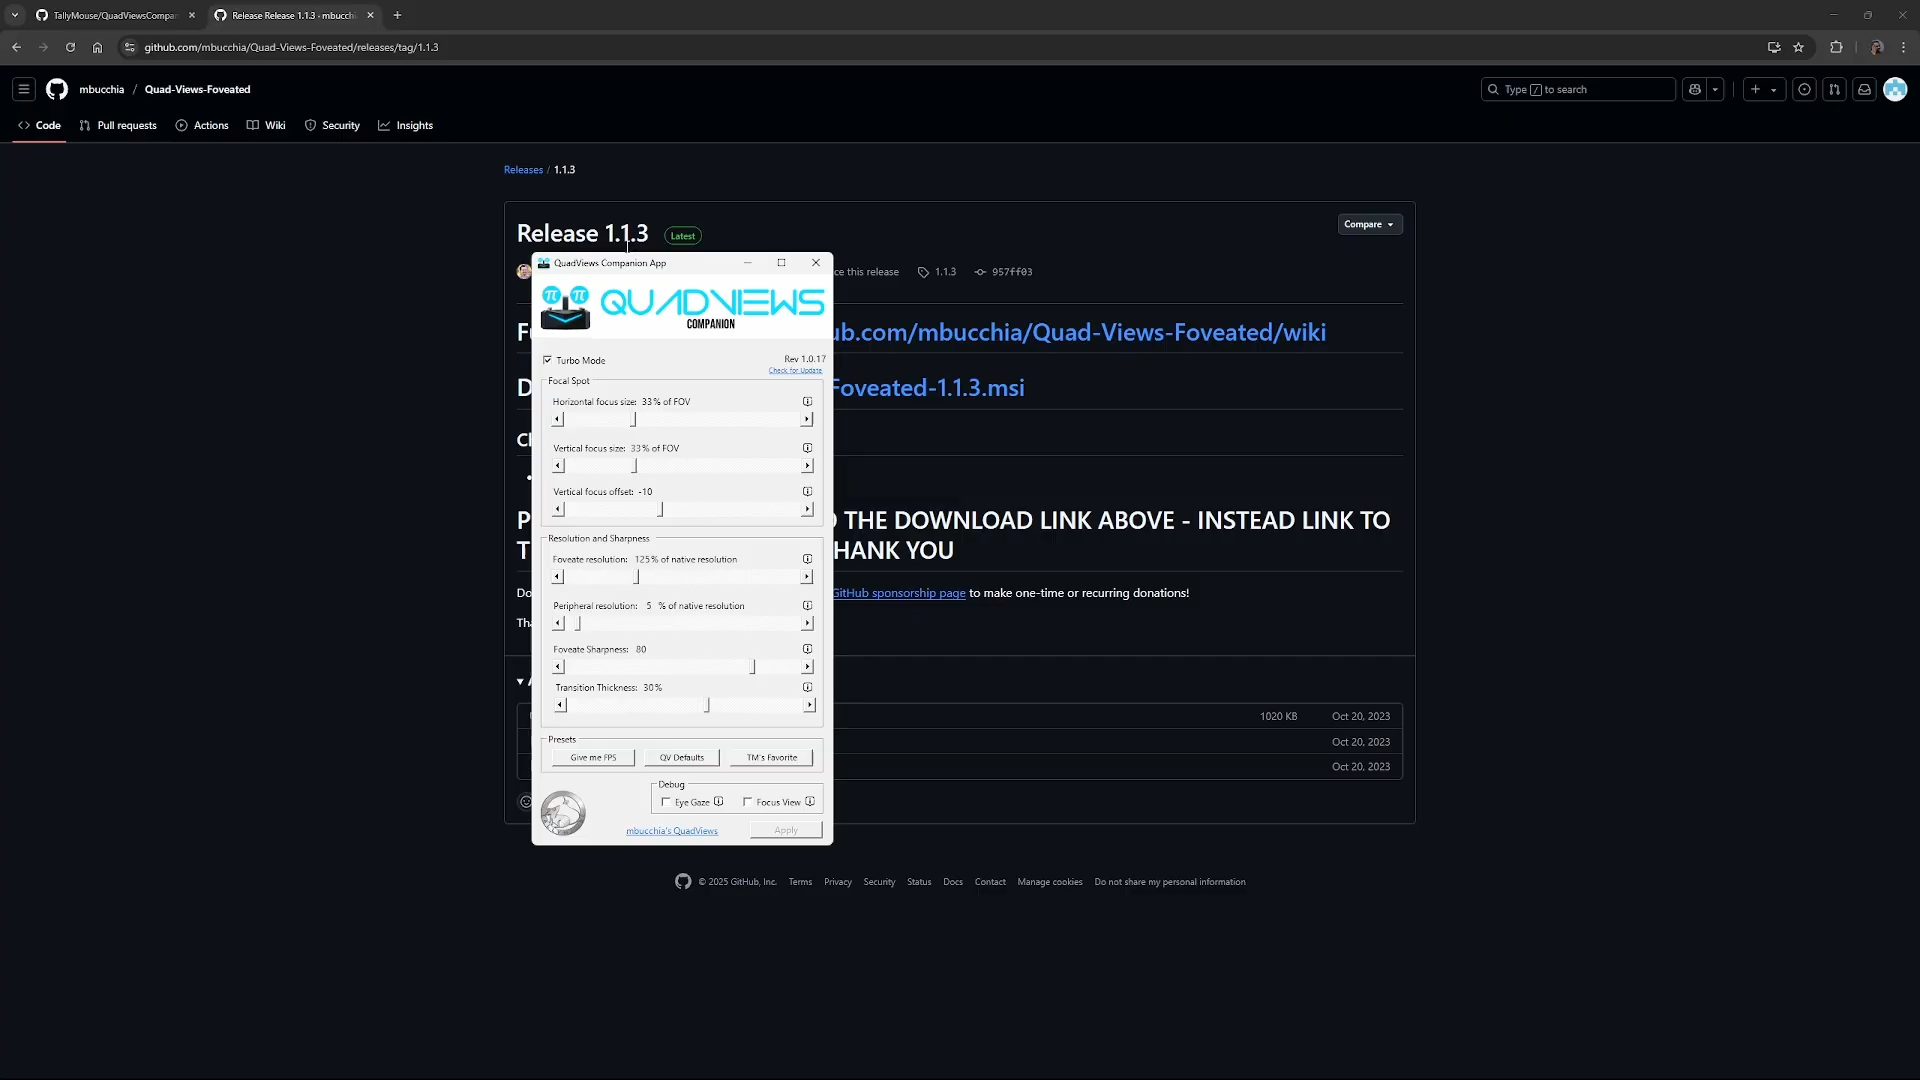 TallyMouse/QuadViewsCompan
Release Release 1.1.3 · mbucchi
github.com/mbucchia/Quad-Views-Foveated/releases/tag/1.1.3
mbucchia / Quad-Views-Foveated
Type / to search
Code
Pull requests
Actions
Wiki
Security
Insights
Releases / 1.1.3
Release 1.1.3
Latest
Compare
QuadViews Companion App
ce this release
1.1.3
957ff03
QUADVIEWS
COMPANION
ub.com/mbucchia/Quad-Views-Foveated/wiki
Turbo Mode
Rev 1.0.17
Check for Update
Focal Spot
Foveated-1.1.3.msi
Horizontal focus size: 33% of FOV
Vertical focus size: 33% of FOV
Vertical focus offset: -10
THE DOWNLOAD LINK ABOVE - INSTEAD LINK TO
HANK YOU
Resolution and Sharpness
Foveate resolution: 125% of native resolution
Do
GitHub sponsorship page to make one-time or recurring donations!
Peripheral resolution: 5 % of native resolution
Tha
Foveate Sharpness: 80
Transition Thickness: 30%
1020 KB
Oct 20, 2023
Oct 20, 2023
Oct 20, 2023
Presets
Give me FPS
QV Defaults
TM's Favorite
Debug
Eye Gaze
Focus View
mbucchia's QuadViews
Apply
© 2025 GitHub, Inc.
Terms
Privacy
Security
Status
Docs
Contact
Manage cookies
Do not share my personal information